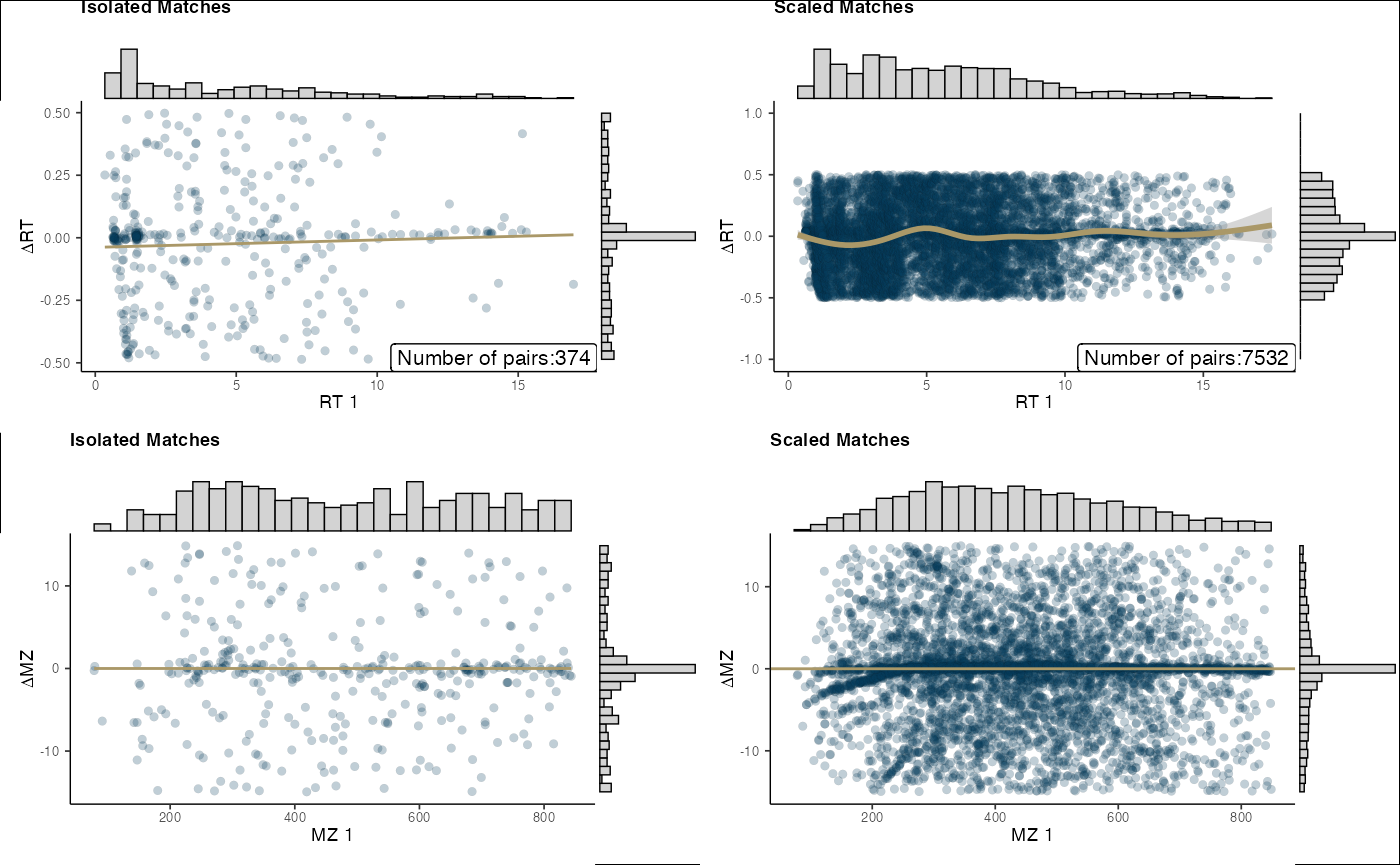 Isolated Matches
0.50
0.25
0.00
-0.25
-0.50
ΔRT
0
5
10
15
RT 1
Number of pairs:374
Scaled Matches
1.0
0.5
0.0
-0.5
-1.0
ΔRT
0
5
10
15
RT 1
Number of pairs:7532
Isolated Matches
10
0
-10
ΔMZ
200
400
600
800
MZ 1
Scaled Matches
10
0
-10
ΔMZ
200
400
600
800
MZ 1